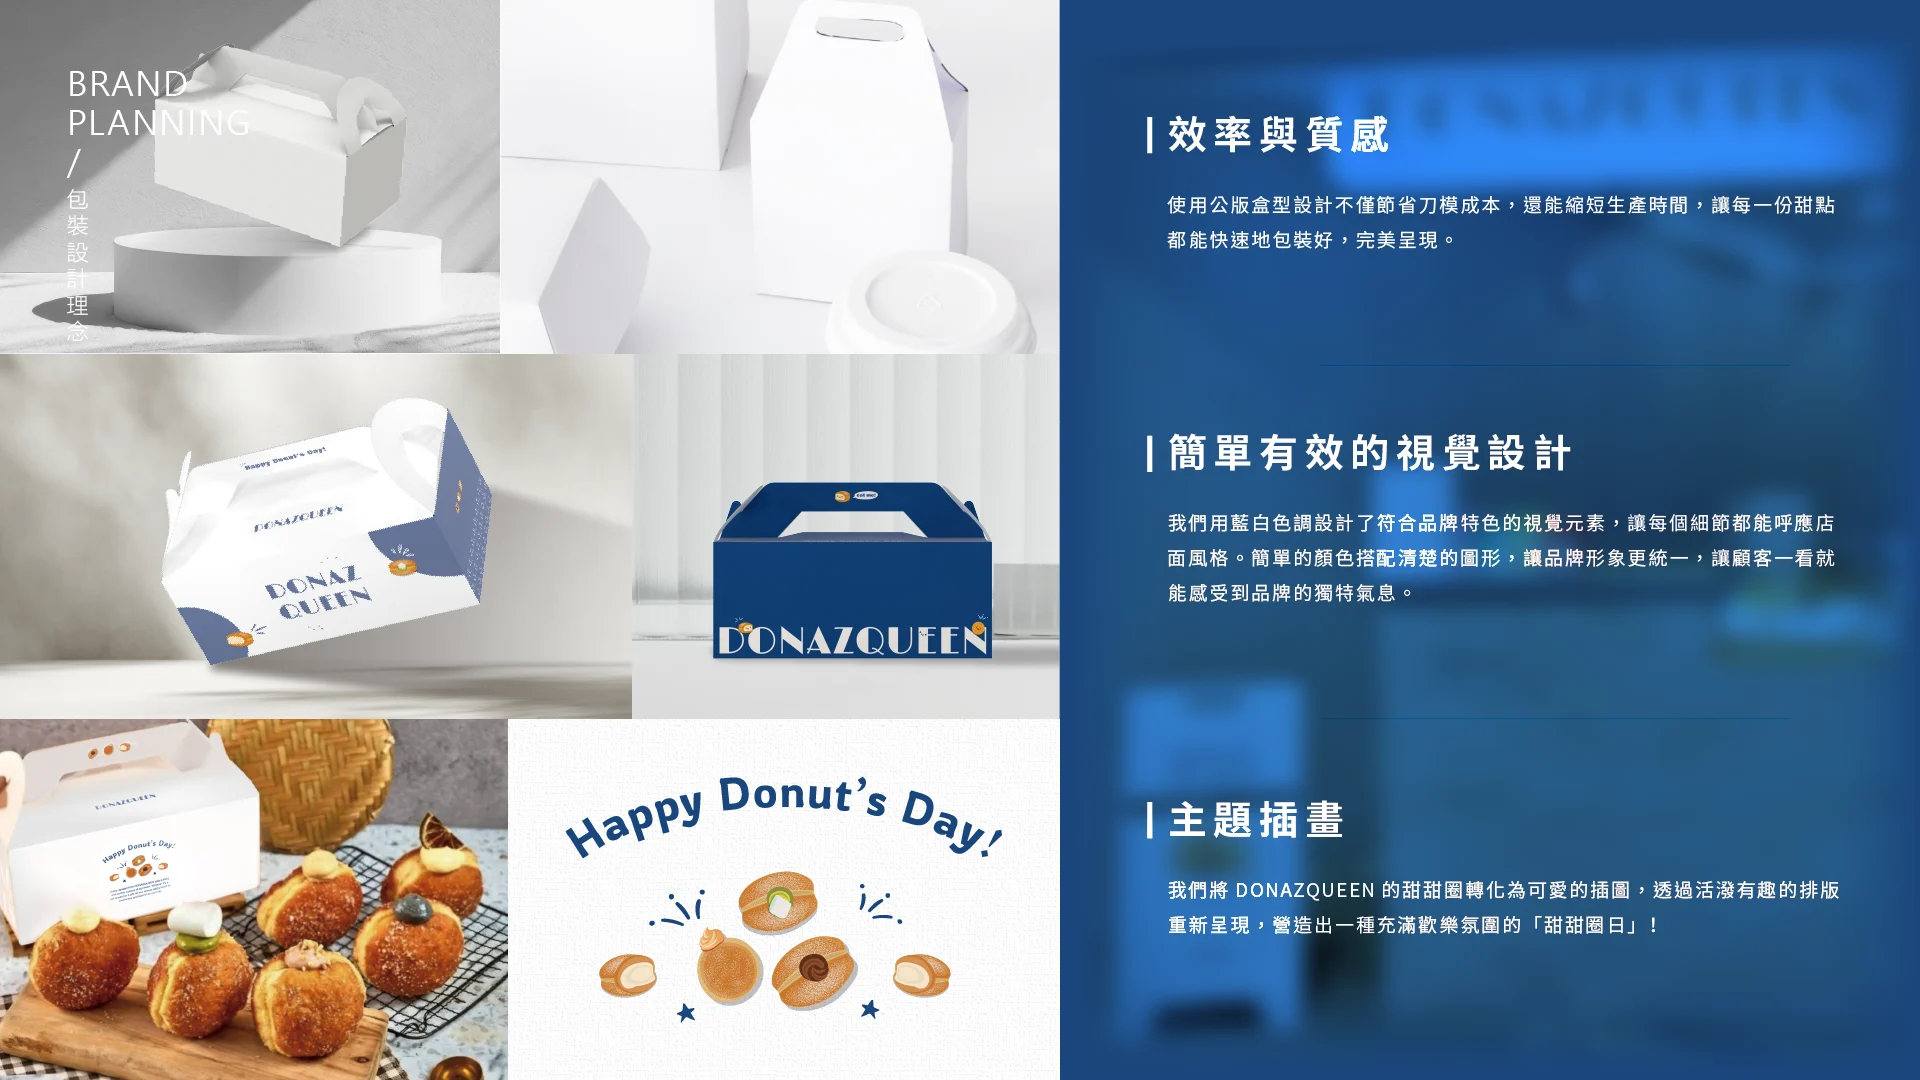 BRAND
PLANNING
/
包裝設計理念
Happy Donut's Day!
DONAZQUEEN
DONAZ
QUEEN
eat me!
DONAZQUEEN
DONAZQUEEN
Happy Donut's Day!
Happy Donut's Day!
效率與質感
使用公版盒型設計不僅節省刀模成本，還能縮短生產時間，讓每一份甜點
都能快速地包裝好，完美呈現。
簡單有效的視覺設計
我們用藍白色調設計了符合品牌特色的視覺元素，讓每個細節都能呼應店
面風格。簡單的顏色搭配清楚的圖形，讓品牌形象更統一，讓顧客一看就
能感受到品牌的獨特氣息。
主題插畫
我們將 DONAZQUEEN 的甜甜圈轉化為可愛的插圖，透過活潑有趣的排版
重新呈現，營造出一種充滿歡樂氛圍的「甜甜圈日」！